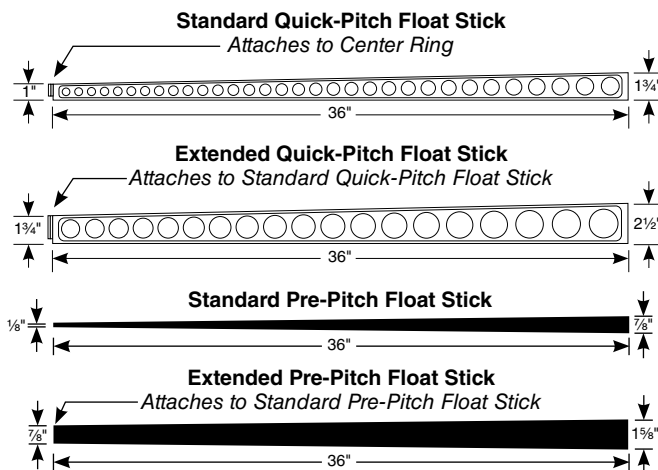 Standard Quick-Pitch Float Stick
Attaches to Center Ring
1"
1¾"
36"
Extended Quick-Pitch Float Stick
Attaches to Standard Quick-Pitch Float Stick
1¾"
2½"
36"
Standard Pre-Pitch Float Stick
⅛"
⅞"
36"
Extended Pre-Pitch Float Stick
Attaches to Standard Pre-Pitch Float Stick
⅞"
1⅝"
36"